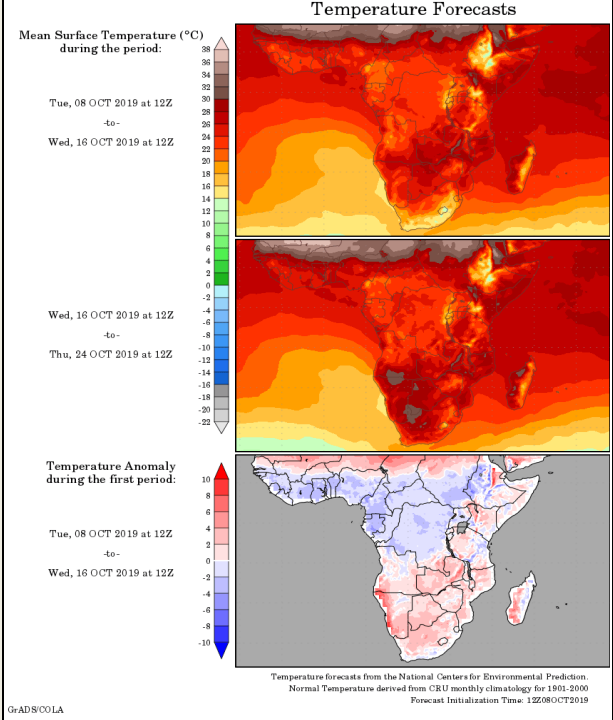 Temperature Forecasts
Mean Surface Temperature (°C)
during the period:
38
36
34
32
30
28
26
24
22
20
18
16
14
12
10
8
6
4
2
0
-2
-4
-6
-8
-10
-12
-14
-16
-18
-20
-22
Tue, 08 OCT 2019 at 12Z
-to-
Wed, 16 OCT 2019 at 12Z
Wed, 16 OCT 2019 at 12Z
-to-
Thu, 24 OCT 2019 at 12Z
Temperature Anomaly
during the first period:
10
8
6
4
2
0
-2
-4
-6
-8
-10
Tue, 08 OCT 2019 at 12Z
-to-
Wed, 16 OCT 2019 at 12Z
Temperature forecasts from the National Centers for Environmental Prediction.
Normal Temperature derived from CRU monthly climatology for 1901-2000
Forecast Initialization Time: 12Z08OCT2019
GrADS/COLA